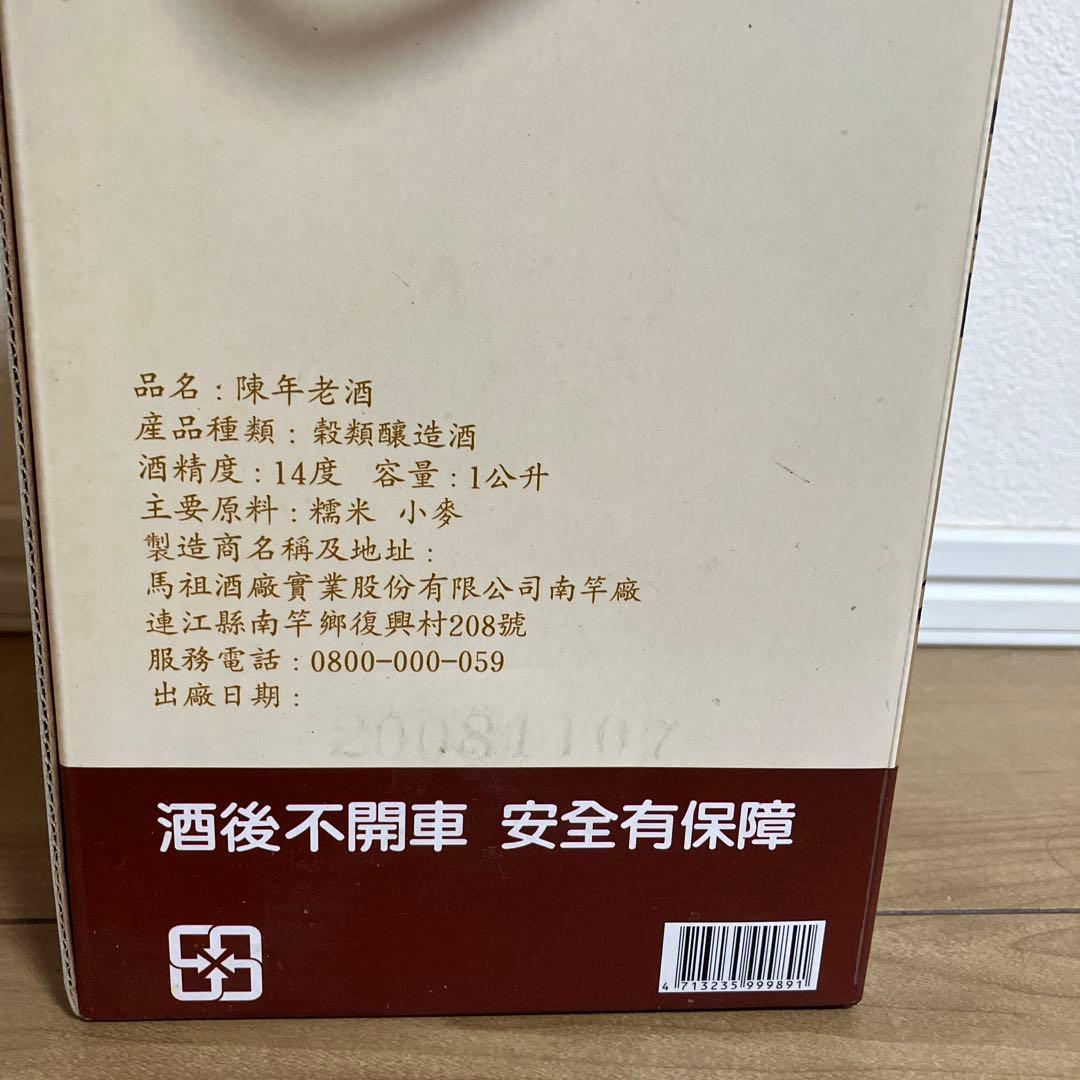 品名：陳年老酒
産品種類：穀類釀造酒
酒精度：14度 容量：1公升
主要原料：糯米 小麥
製造商名稱及地址：
馬祖酒廠實業股份有限公司南竿廠
連江縣南竿鄉復興村208號
服務電話：0800-000-059
出廠日期：
20081107
酒後不開車 安全有保障
4 713235 999891